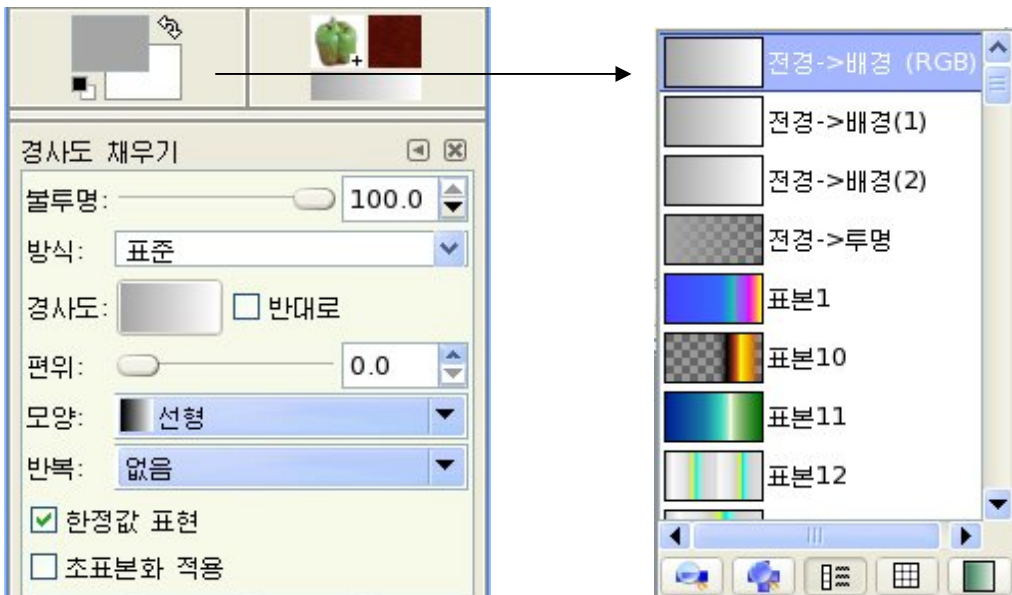 경사도 채우기
불투명: 100.0
방식: 표준
경사도: 반대로
편위: 0.0
모양: 선형
반복: 없음
한정값 표현
초표본화 적용
전경->배경 (RGB)
전경->배경(1)
전경->배경(2)
전경->투명
표본1
표본10
표본11
표본12